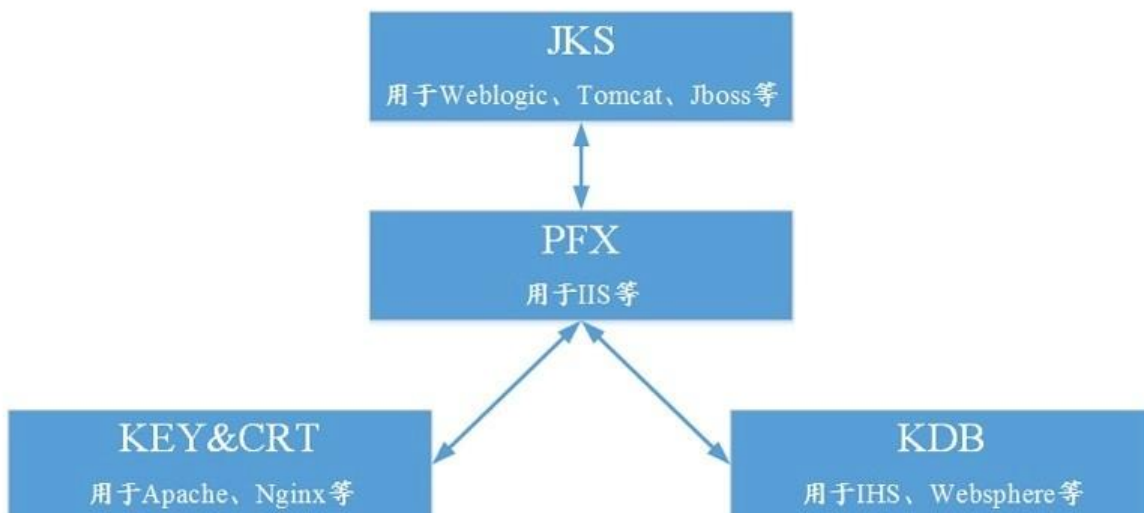 JKS
用于Weblogic、Tomcat、Jboss等
PFX
用于IIS等
KEY&CRT
用于Apache、Nginx等
KDB
用于IHS、Websphere等